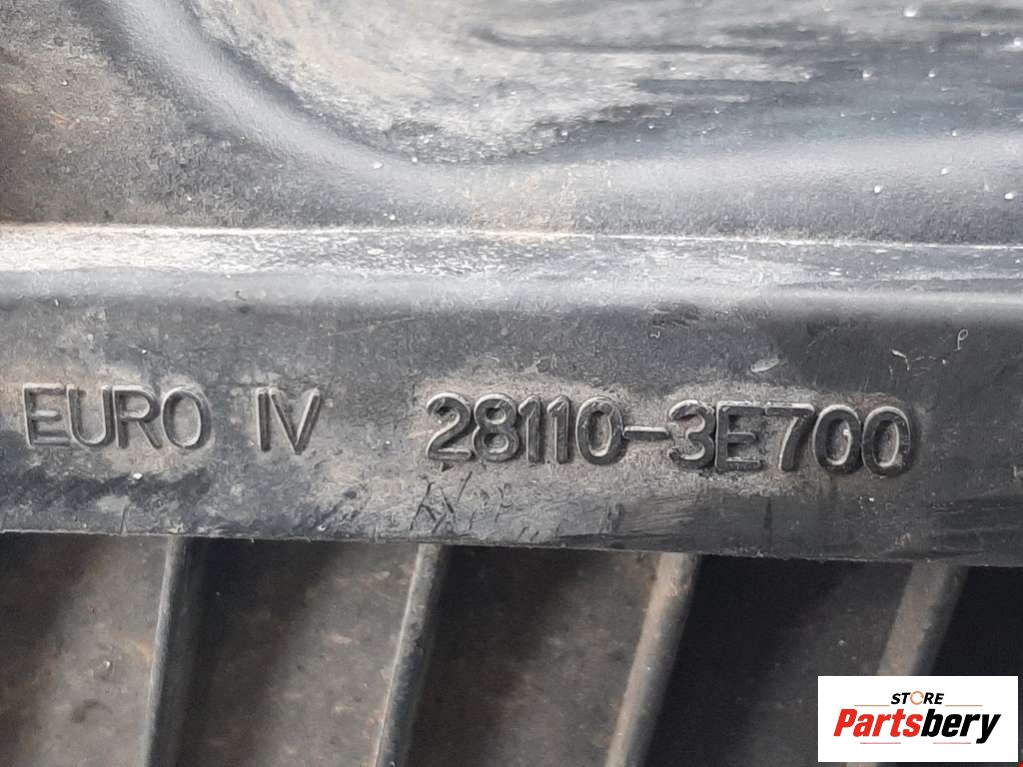 EURO IV 28110-3E700
STORE
Partsbery